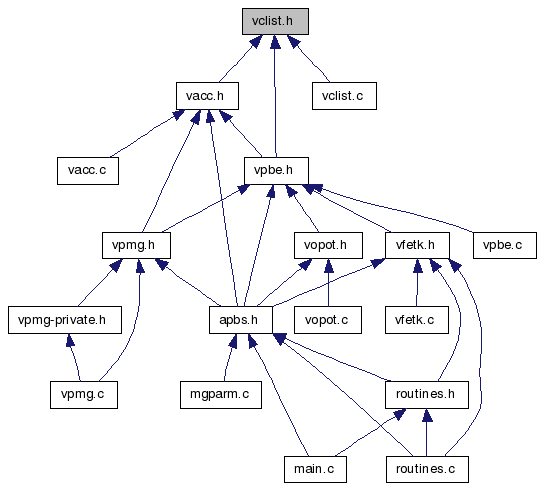 vclist.h
vacc.h
vclist.c
vacc.c
vpbe.h
vpmg.h
vopot.h
vfetk.h
vpbe.c
vpmg-private.h
apbs.h
vopot.c
vfetk.c
vpmg.c
mgparm.c
routines.h
main.c
routines.c